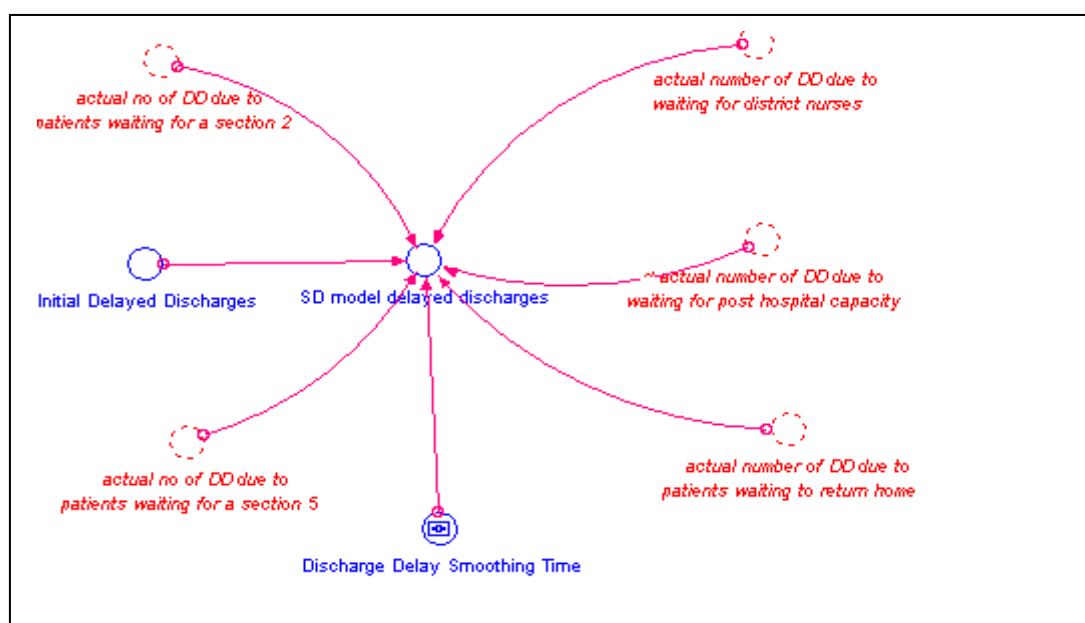 actual no of DD due to
patients waiting for a section 2
actual number of DD due to
waiting for district nurses
Initial Delayed Discharges
SD model delayed discharges
~ actual number of DD due to
waiting for post hospital capacity
actual no of DD due to
patients waiting for a section 5
actual number of DD due to
patients waiting to return home
Discharge Delay Smoothing Time